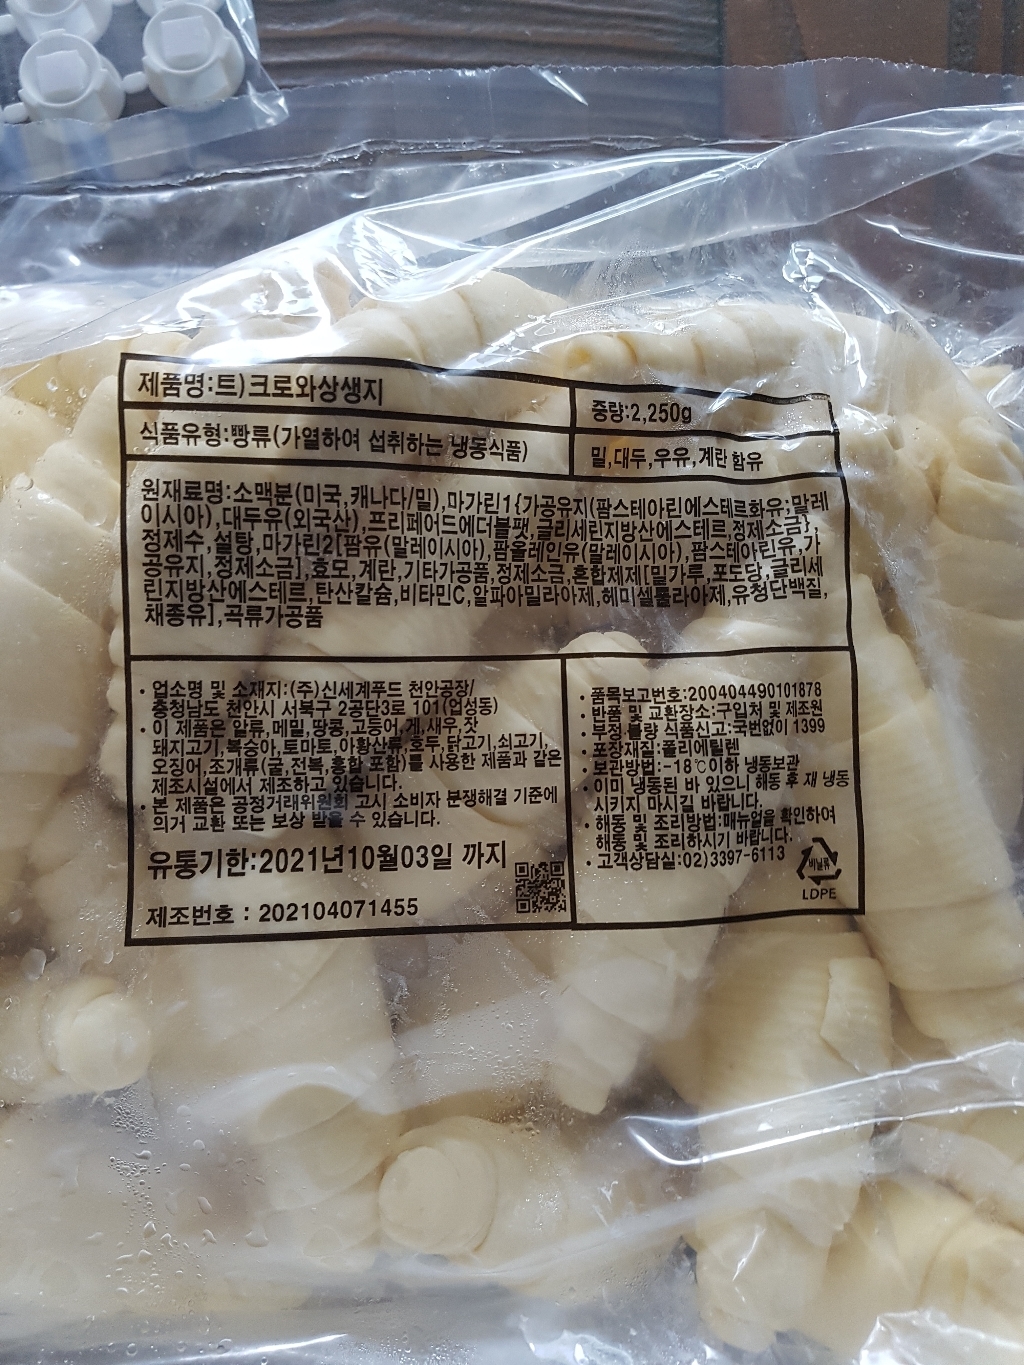 제품명:트)크로와상생지
중량:2,250g
식품유형:빵류(가열하여 섭취하는 냉동식품)
밀,대두,우유,계란 함유
원재료명:소맥분(미국,캐나다/밀),마가린1{가공유지(팜스테아린에스테르화유;말레
이시아),대두유(외국산),프리페어드에더블팻,글리세린지방산에스테르,정제소금},
정제수,설탕,마가린2[팜유(말레이시아),팜올레인유(말레이시아),팜스테아린유,가
공유지,정제소금],효모,계란,기타가공품,정제소금,혼합제제[밀가루,포도당,글리세
린지방산에스테르,탄산칼슘,비타민C,알파아밀라아제,헤미셀룰라아제,유청단백질,
채종유],곡류가공품
• 업소명 및 소재지:(주)신세계푸드 천안공장/
충청남도 천안시 서북구 2공단3로 101(업성동)
• 이 제품은 알류, 메밀, 땅콩,고등어,게,새우,잣
돼지고기,복숭아,토마토,아황산류,호두,닭고기,쇠고기,
오징어,조개류(굴,전복,홍합 포함)를 사용한 제품과 같은
제조시설에서 제조하고 있습니다.
• 본 제품은 공정거래위원회 고시 소비자 분쟁해결 기준에
의거 교환 또는 보상 받을 수 있습니다.
유통기한:2021년10월03일 까지
제조번호 : 202104071455
• 품목보고번호:200404490101878
• 반품 및 교환장소:구입처 및 제조원
• 부정.불량 식품신고:국번없이 1399
• 포장재질:폴리에틸렌
• 보관방법:-18℃이하 냉동보관
• 이미 냉동된 바 있으니 해동 후 재 냉동
시키지 마시길 바랍니다.
• 해동 및 조리방법:매뉴얼을 확인하여
해동 및 조리하시기 바랍니다.
• 고객상담실:02)3397-6113
비닐류
LDPE